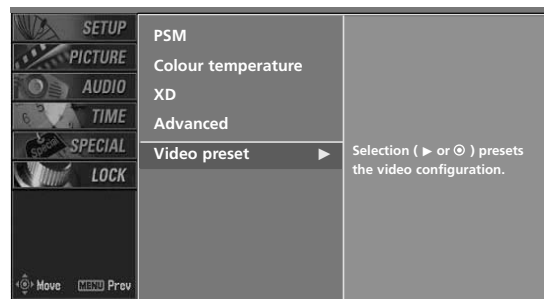 SETUP
PICTURE
AUDIO
TIME
SPECIAL
LOCK
Move MENU Prev
PSM
Colour temperature
XD
Advanced
Video preset ►
Selection ( ► or ⊙ ) presets
the video configuration.